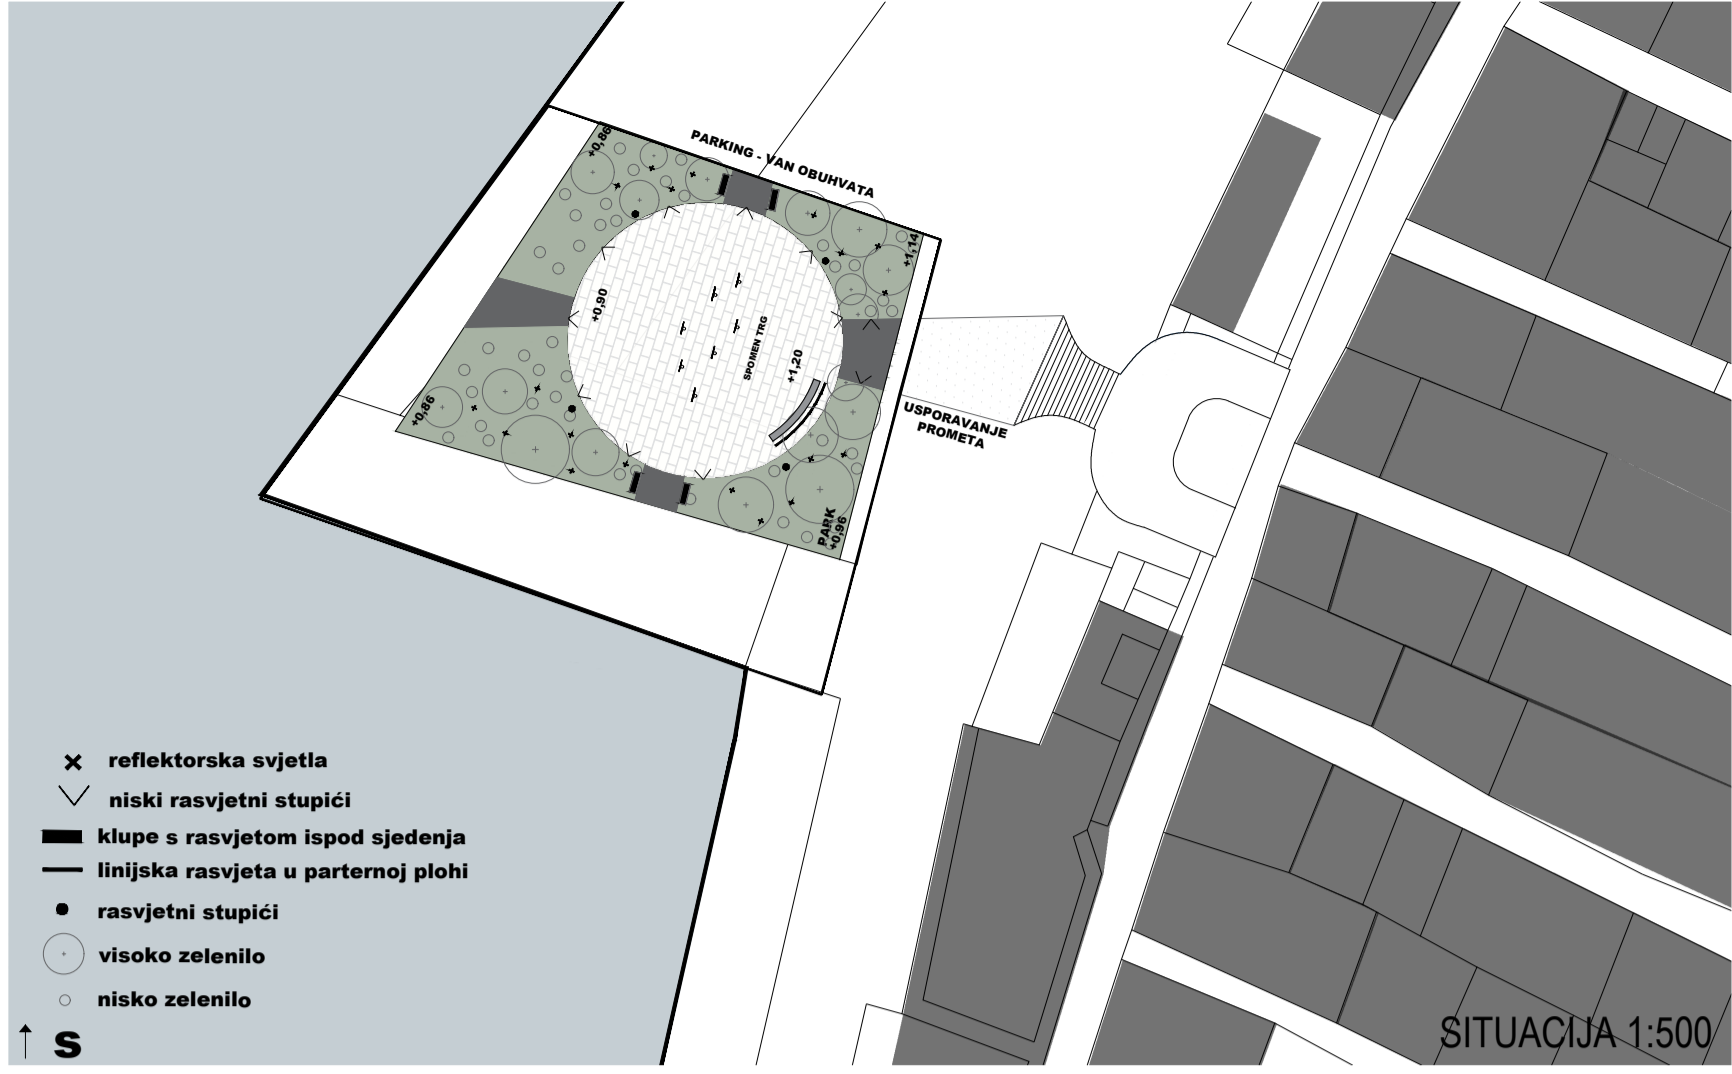 PARKING - VAN OBUHVATA
+0,86
+1,14
+0,90
SPOMEN TRG
+1,20
+0,86
USPORAVANJE
PROMETA
PARK
+0,96
reflektorska svjetla
niski rasvjetni stupići
klupe s rasvjetom ispod sjedenja
linijska rasvjeta u parternoj plohi
rasvjetni stupići
visoko zelenilo
nisko zelenilo
S
SITUACIJA 1:500